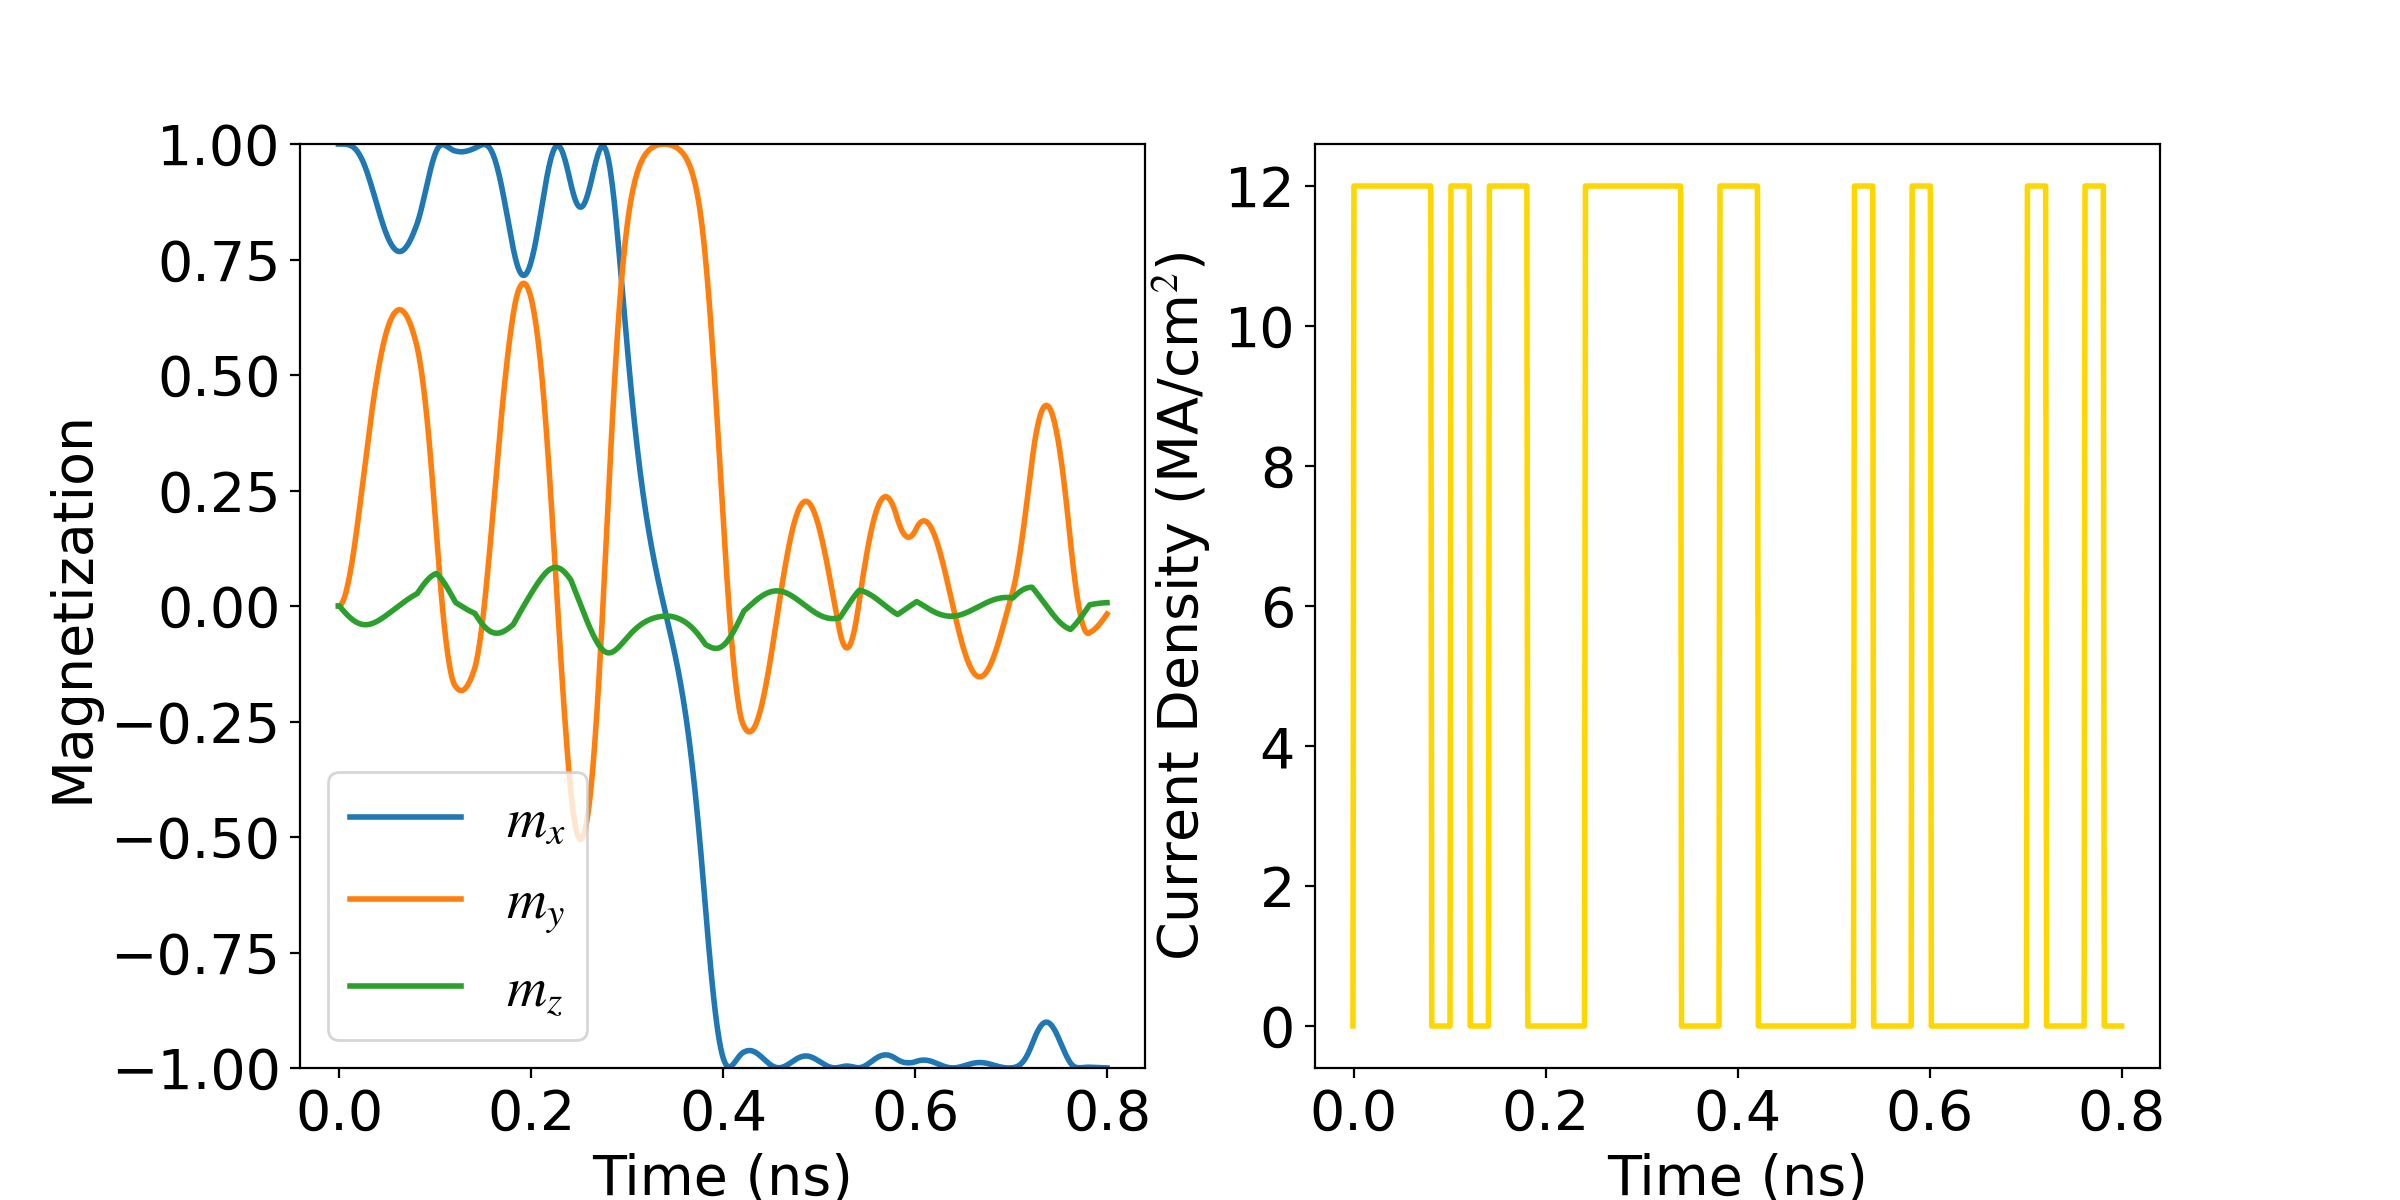 Magnetization
1.00
0.75
0.50
0.25
0.00
−0.25
−0.50
−0.75
−1.00
m_x
m_y
m_z
0.0 0.2 0.4 0.6 0.8
Time (ns)
Current Density (MA/cm²)
12
10
8
6
4
2
0
0.0 0.2 0.4 0.6 0.8
Time (ns)